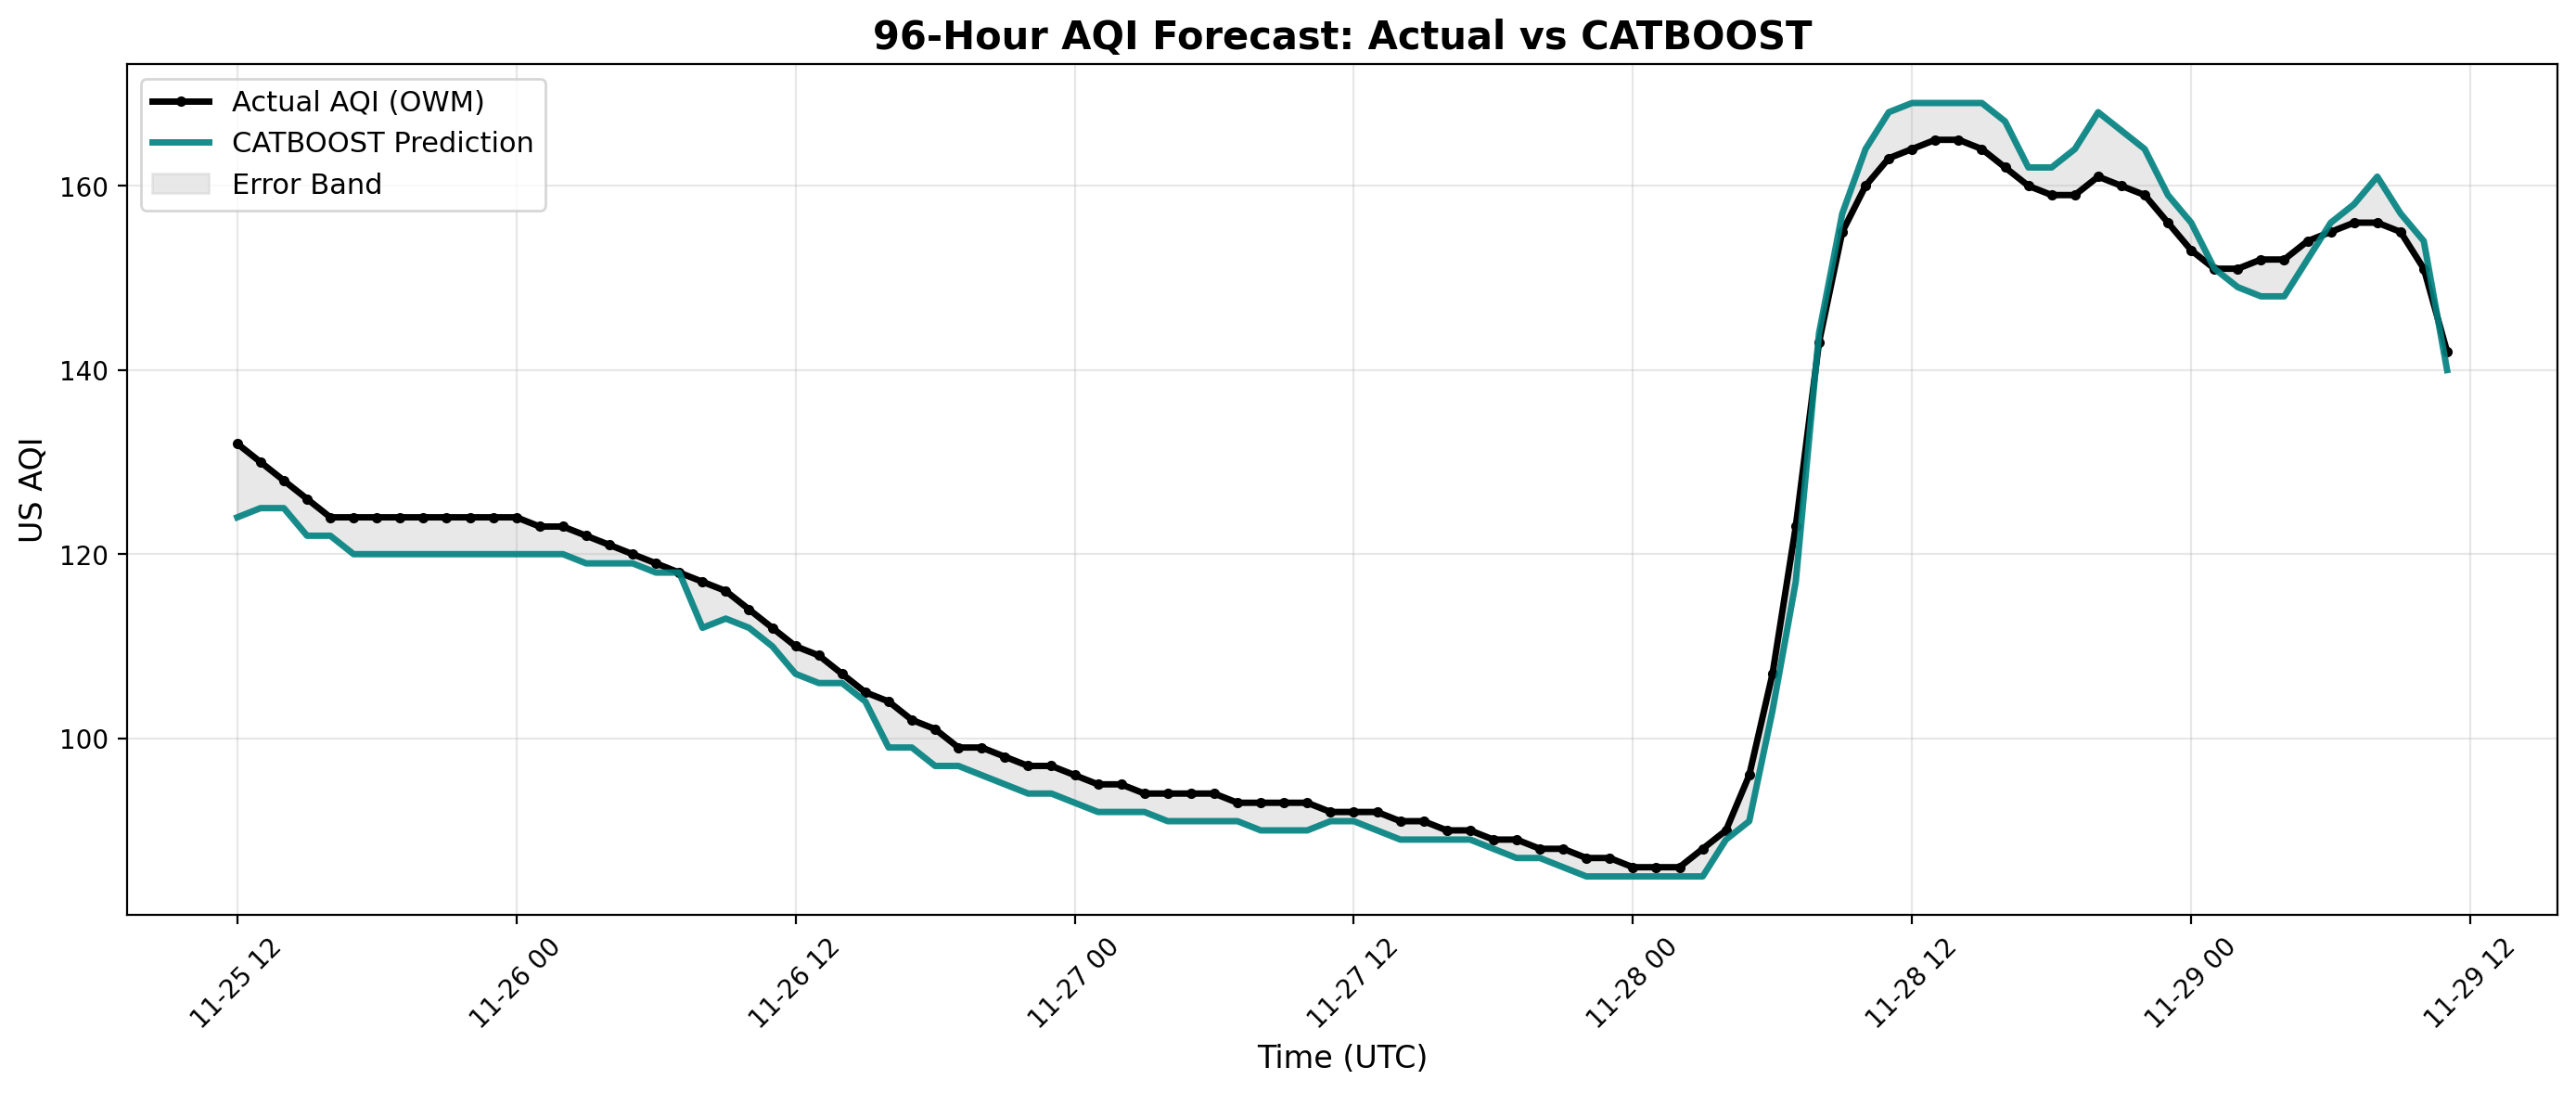 96-Hour AQI Forecast: Actual vs CATBOOST
Actual AQI (OWM)
CATBOOST Prediction
Error Band
US AQI
160
140
120
100
11-25 12
11-26 00
11-26 12
11-27 00
11-27 12
11-28 00
11-28 12
11-29 00
11-29 12
Time (UTC)